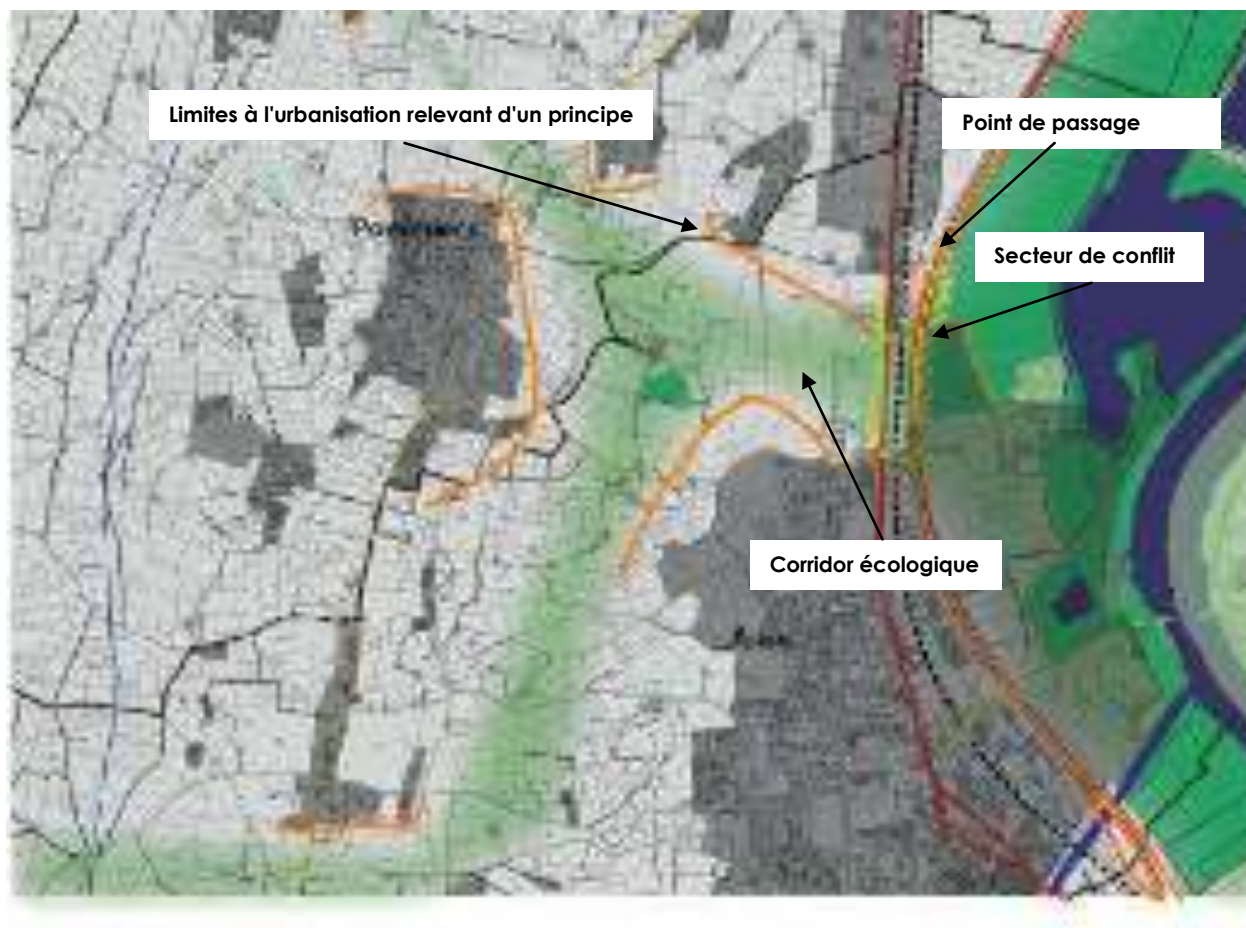 Limites à l'urbanisation relevant d'un principe
Point de passage
Secteur de conflit
Corridor écologique